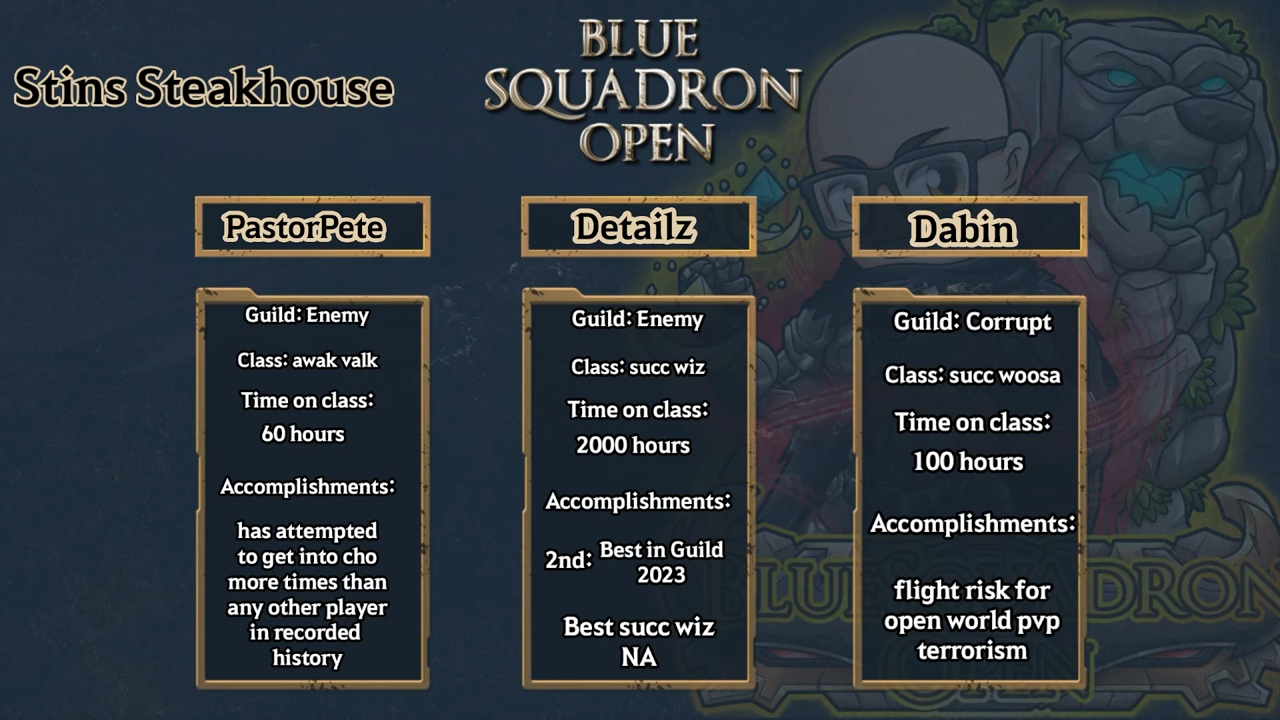 Stins Steakhouse
BLUE
SQUADRON
OPEN
PastorPete
Guild: Enemy
Class: awak valk
Time on class:
60 hours
Accomplishments:
has attempted
to get into cho
more times than
any other player
in recorded
history
Detailz
Guild: Enemy
Class: succ wiz
Time on class:
2000 hours
Accomplishments:
2nd: Best in Guild
2023
Best succ wiz
NA
Dabin
Guild: Corrupt
Class: succ woosa
Time on class:
100 hours
Accomplishments:
flight risk for
open world pvp
terrorism
BLUE SQUADRON
OPEN